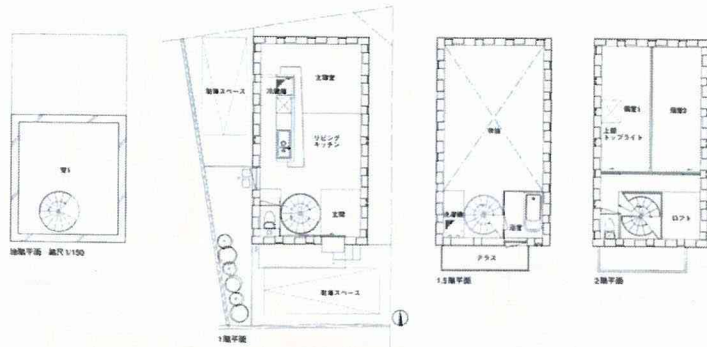 室1
地階平面 縮尺1/150
駐車スペース
冷蔵庫
主寝室
リビング
キッチン
玄関
駐車スペース
1階平面
吹抜
洗濯機
浴室
テラス
1.5階平面
個室1
個室2
上部
トップライト
ロフト
2階平面